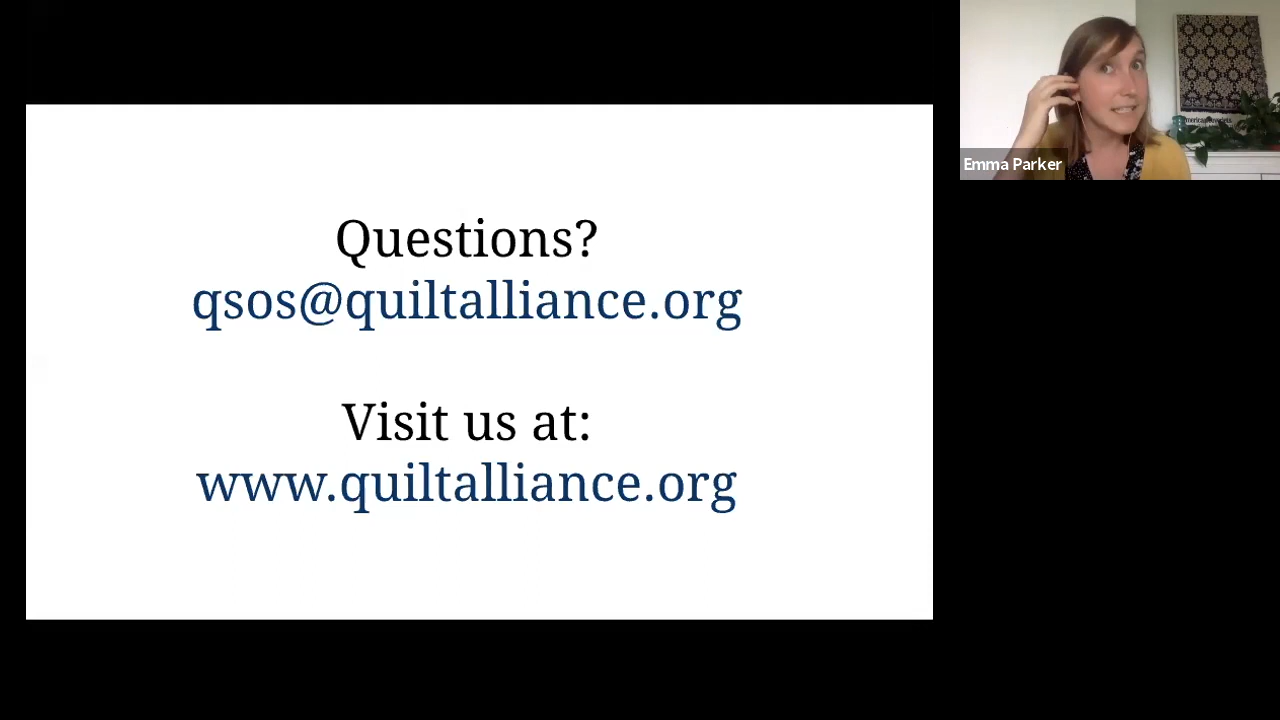 Questions?
qsos@quiltalliance.org
Visit us at:
www.quiltalliance.org
Emma Parker